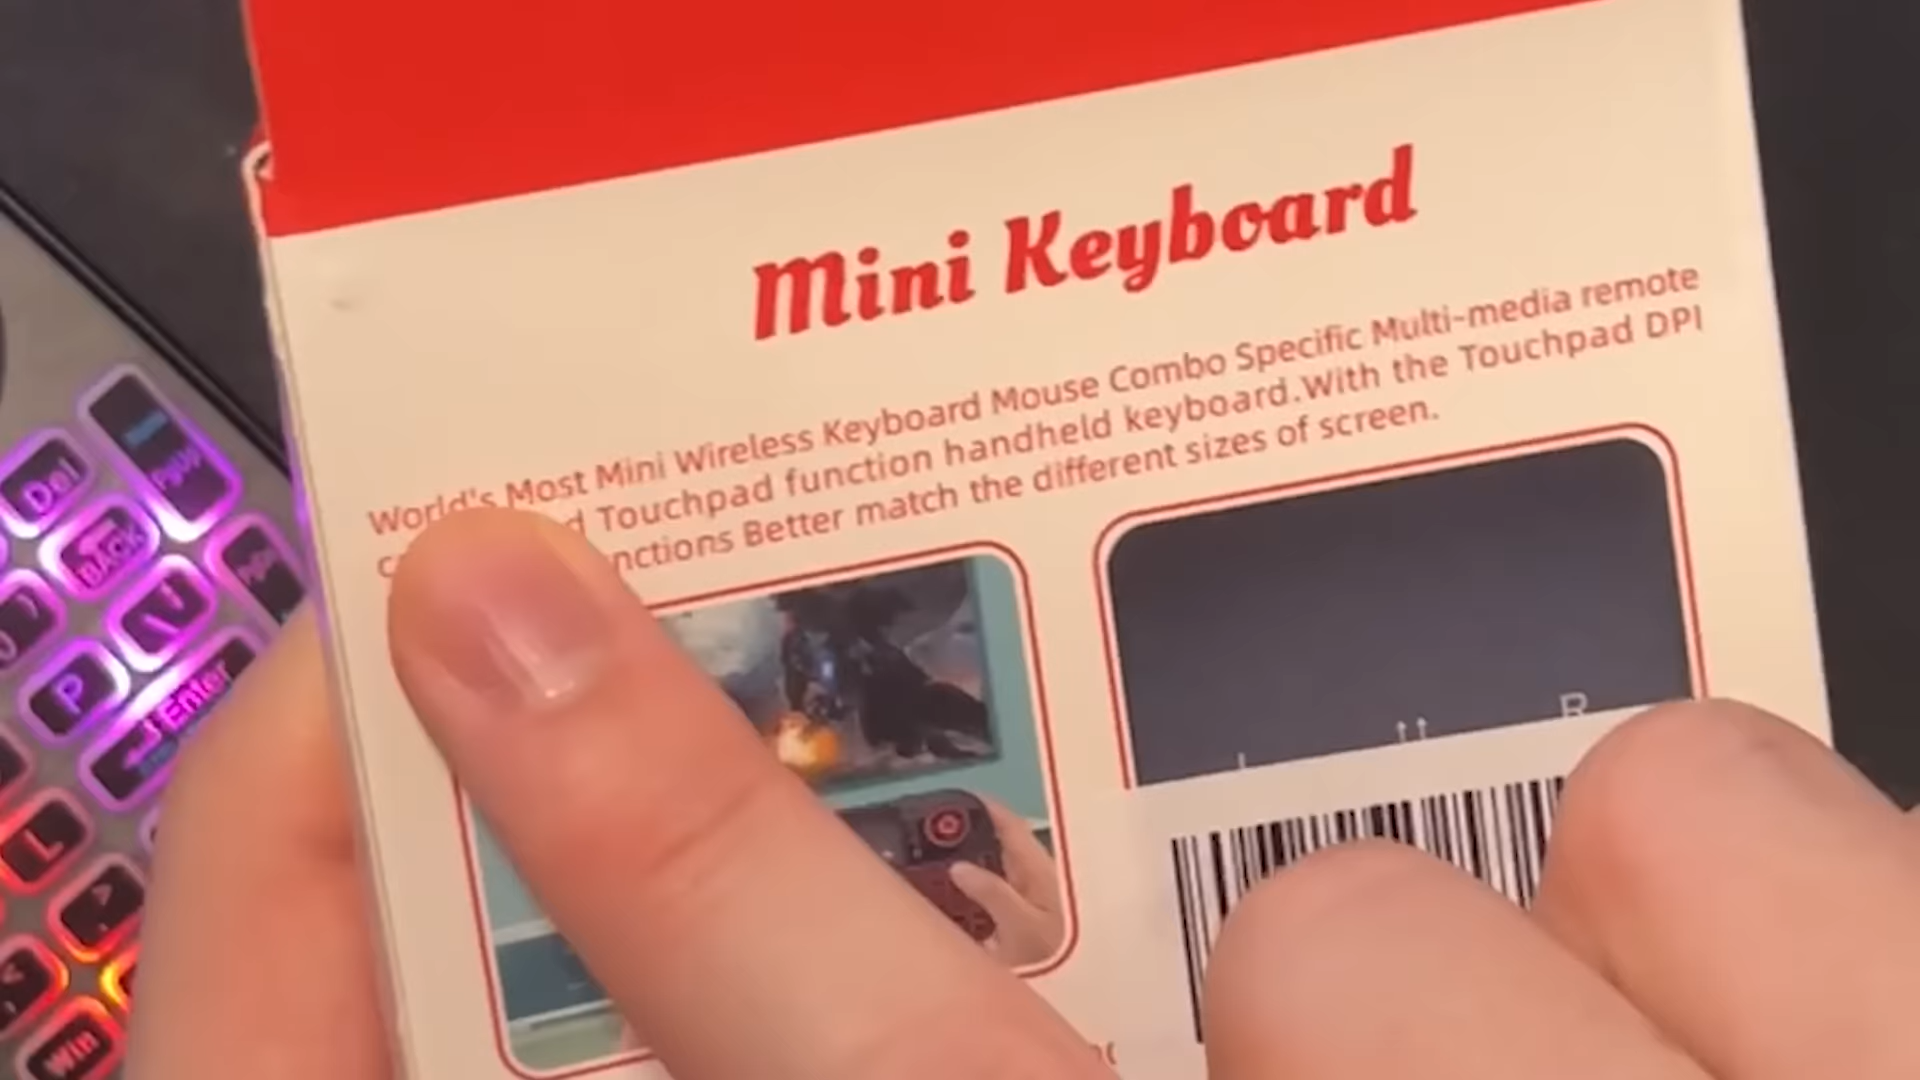 Mini Keyboard
World's Most Mini Wireless Keyboard Mouse Combo Specific Multi-media remote
Touchpad function handheld keyboard.With the Touchpad DPI
Better match the different sizes of screen.
R
Del
PgUp
BACK
P
Enter
L
Win